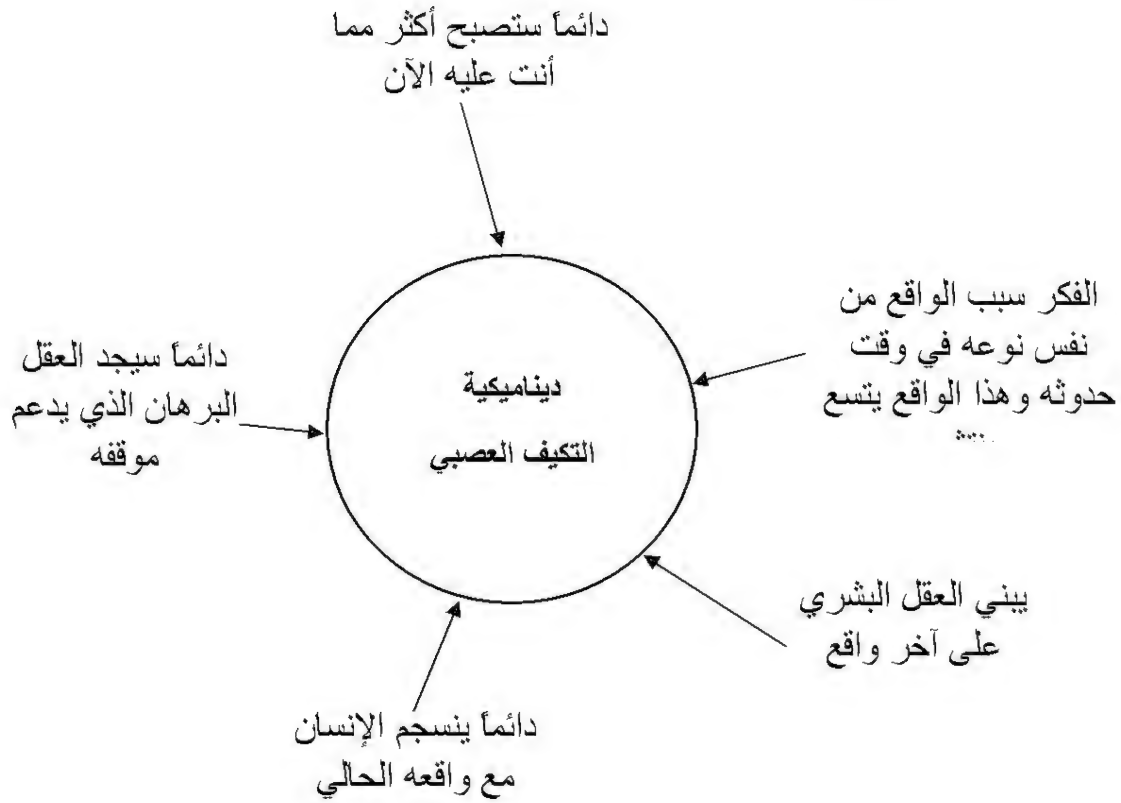 دائماً ستصبح أكثر مما
أنت عليه الآن
الفكر سبب الواقع من
نفس نوعه في وقت
حدوثه وهذا الواقع يتسع
دائماً سيجد العقل
البرهان الذي يدعم
موقفه
ديناميكية
التكيف العصبي
يبني العقل البشري
على آخر واقع
دائماً ينسجم الإنسان
مع واقعه الحالي